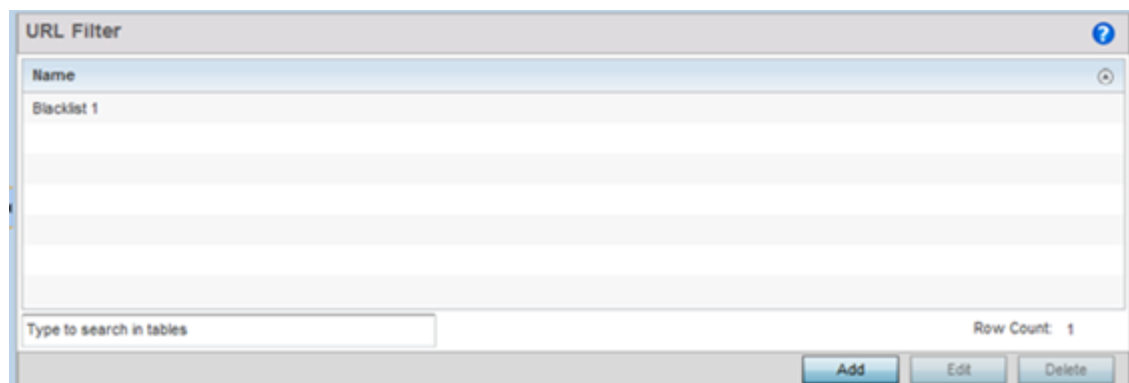 URL Filter
?
Name
Blacklist 1
Type to search in tables
Row Count: 1
Add Edit Delete